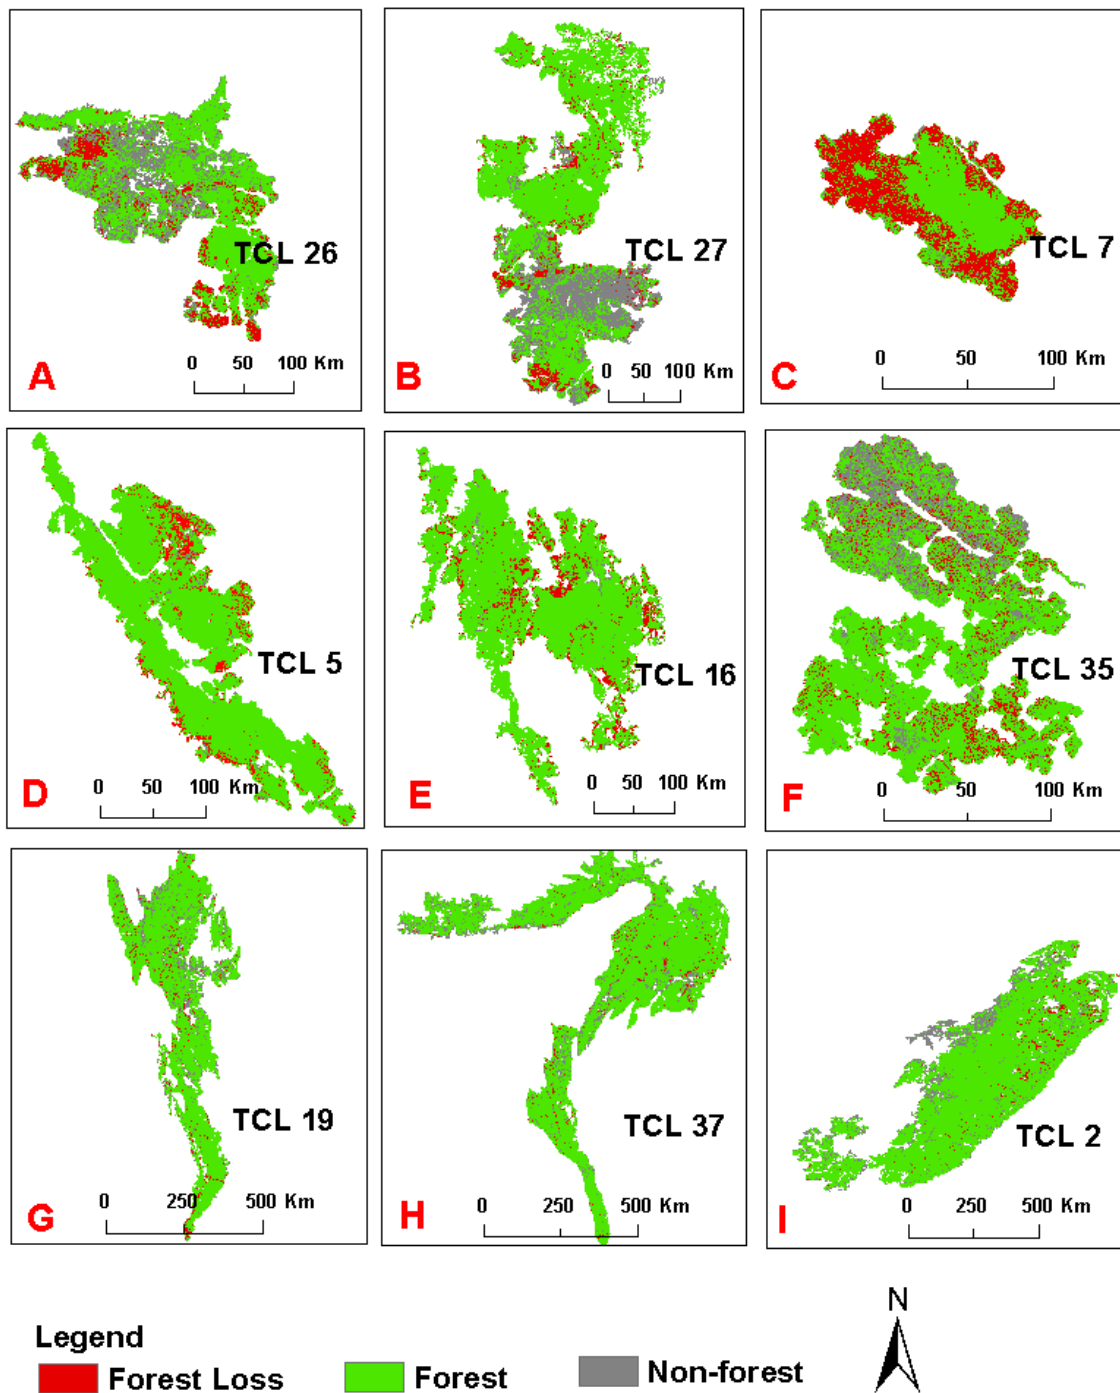 TCL 26
0 50 100 Km
A
TCL 27
0 50 100 Km
B
TCL 7
0 50 100 Km
C
TCL 5
0 50 100 Km
D
TCL 16
0 50 100 Km
E
TCL 35
0 50 100 Km
F
TCL 19
0 250 500 Km
G
TCL 37
0 250 500 Km
H
TCL 2
0 250 500 Km
I
N
Legend
Forest Loss Forest Non-forest